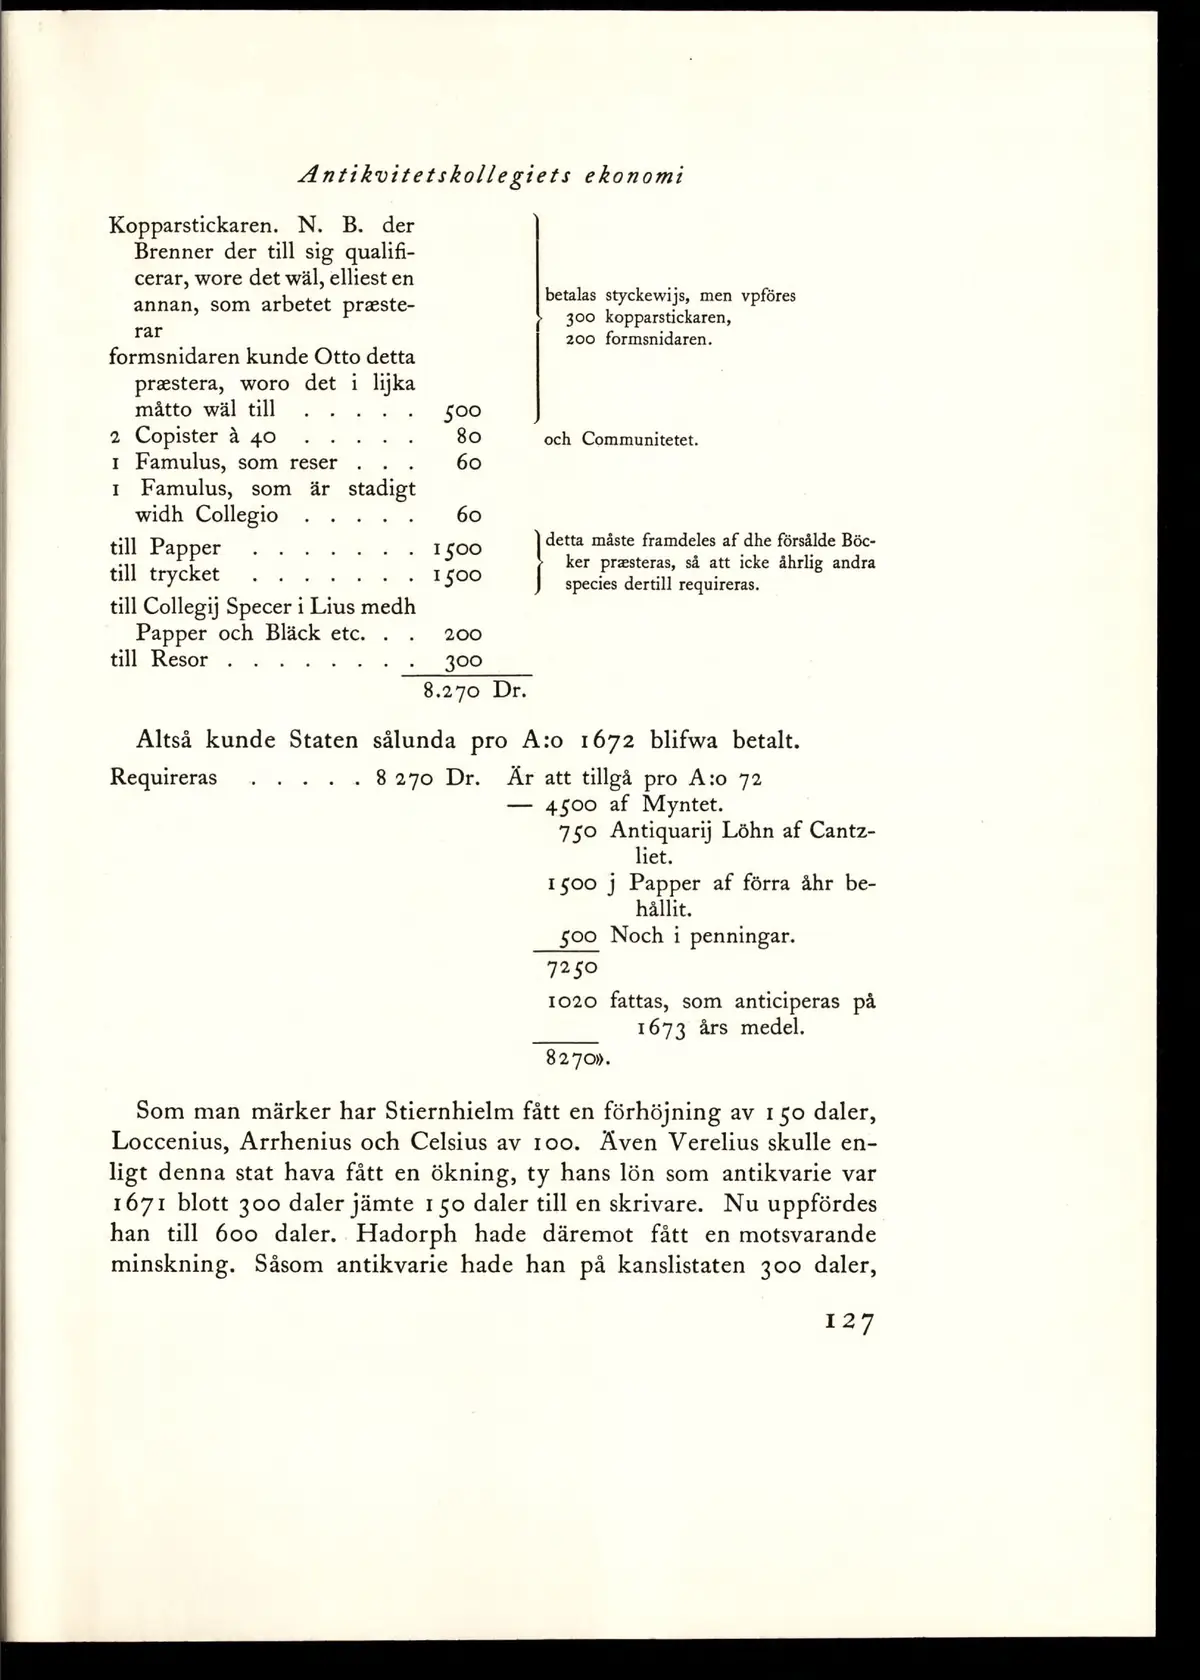 Antikvitetskollegiets ekonomi
Kopparstickaren. N. B. der
Brenner der till sig qualifi-
cerar, wore det wäl, elliest en
annan, som arbetet præste-
rar
formsnidaren kunde Otto detta
præstera, woro det i lijka
måtto wäl till . . . . . 500
betalas styckewijs, men vpföres
300 kopparstickaren,
200 formsnidaren.
2 Copister à 40 . . . . . 80 och Communitetet.
1 Famulus, som reser . . . 60
1 Famulus, som är stadigt
widh Collegio . . . . . 60
till Papper . . . . . . . 1500
till trycket . . . . . . . 1500
detta måste framdeles af dhe försålde Böc-
ker præsteras, så att icke åhrlig andra
species dertill requireras.
till Collegij Specer i Lius medh
Papper och Bläck etc. . . 200
till Resor . . . . . . . . 300
8.270 Dr.
Altså kunde Staten sålunda pro A:o 1672 blifwa betalt.
Requireras . . . . . 8 270 Dr. Är att tillgå pro A:o 72
— 4500 af Myntet.
750 Antiquarij Löhn af Cantz-
liet.
1500 j Papper af förra åhr be-
hållit.
500 Noch i penningar.
7250
1020 fattas, som anticiperas på
1673 års medel.
8270».
Som man märker har Stiernhielm fått en förhöjning av 150 daler,
Loccenius, Arrhenius och Celsius av 100. Även Verelius skulle en-
ligt denna stat hava fått en ökning, ty hans lön som antikvarie var
1671 blott 300 daler jämte 150 daler till en skrivare. Nu uppfördes
han till 600 daler. Hadorph hade däremot fått en motsvarande
minskning. Såsom antikvarie hade han på kanslistaten 300 daler,
127